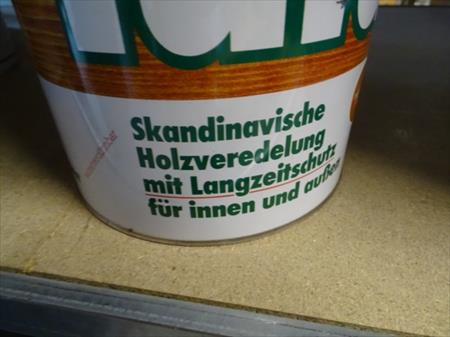 Skandinavische
Holzveredelung
mit Langzeitschutz
für innen und außen